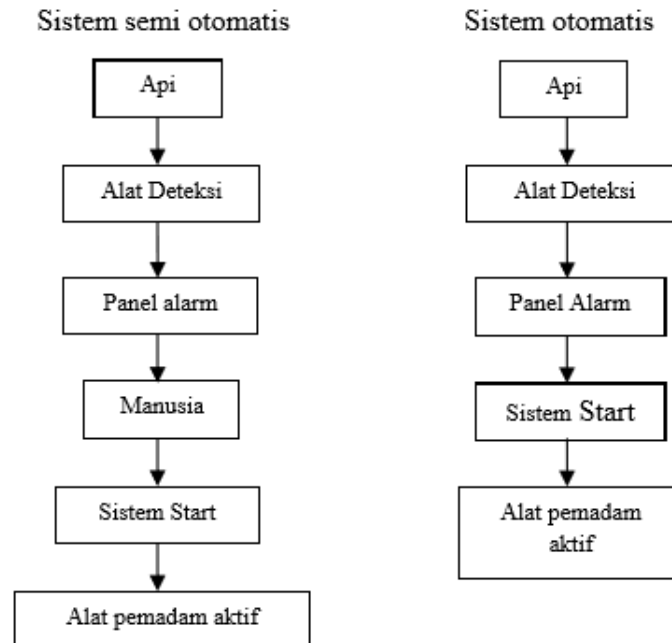 Sistem semi otomatis
Api
Alat Deteksi
Panel alarm
Manusia
Sistem Start
Alat pemadam aktif
Sistem otomatis
Api
Alat Deteksi
Panel Alarm
Sistem Start
Alat pemadam
aktif